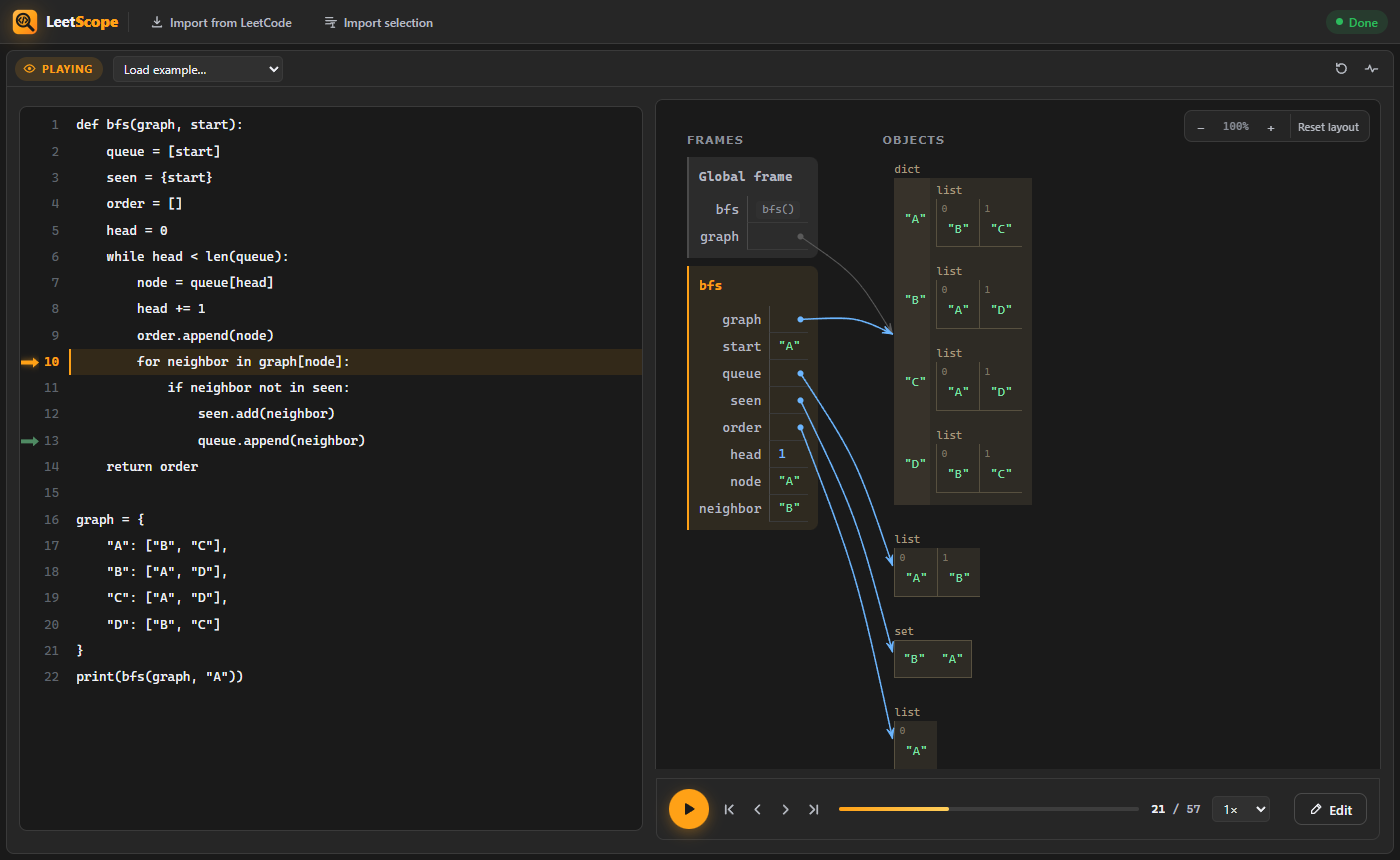 LeetScope Import from LeetCode Import selection Done
PLAYING Load example...
1 def bfs(graph, start):
2     queue = [start]
3     seen = {start}
4     order = []
5     head = 0
6     while head < len(queue):
7         node = queue[head]
8         head += 1
9         order.append(node)
10         for neighbor in graph[node]:
11             if neighbor not in seen:
12                 seen.add(neighbor)
13                 queue.append(neighbor)
14     return order
15
16 graph = {
17     "A": ["B", "C"],
18     "B": ["A", "D"],
19     "C": ["A", "D"],
20     "D": ["B", "C"]
21 }
22 print(bfs(graph, "A"))
FRAMES
Global frame
bfs bfs()
graph
bfs
graph
start "A"
queue
seen
order
head 1
node "A"
neighbor "B"
OBJECTS
− 100% + Reset layout
dict
list
0 1
"A" "B" "C"
list
0 1
"B" "A" "D"
list
0 1
"C" "A" "D"
list
0 1
"D" "B" "C"
list
0 1
"A" "B"
set
"B" "A"
list
0
"A"
21 / 57 1× Edit